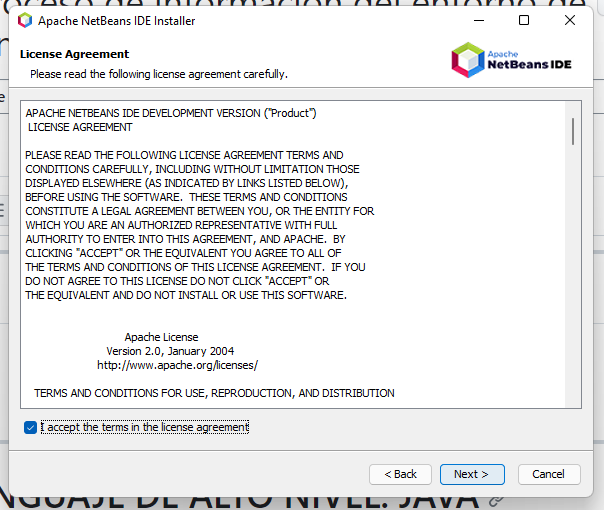 Apache NetBeans IDE Installer
License Agreement
Please read the following license agreement carefully.
Apache
NetBeans IDE
APACHE NETBEANS IDE DEVELOPMENT VERSION ("Product")
LICENSE AGREEMENT
PLEASE READ THE FOLLOWING LICENSE AGREEMENT TERMS AND
CONDITIONS CAREFULLY, INCLUDING WITHOUT LIMITATION THOSE
DISPLAYED ELSEWHERE (AS INDICATED BY LINKS LISTED BELOW),
BEFORE USING THE SOFTWARE.  THESE TERMS AND CONDITIONS
CONSTITUTE A LEGAL AGREEMENT BETWEEN YOU, OR THE ENTITY FOR
WHICH YOU ARE AN AUTHORIZED REPRESENTATIVE WITH FULL
AUTHORITY TO ENTER INTO THIS AGREEMENT, AND APACHE.  BY
CLICKING "ACCEPT" OR THE EQUIVALENT YOU AGREE TO ALL OF
THE TERMS AND CONDITIONS OF THIS LICENSE AGREEMENT.  IF YOU
DO NOT AGREE TO THIS LICENSE DO NOT CLICK "ACCEPT" OR
THE EQUIVALENT AND DO NOT INSTALL OR USE THIS SOFTWARE.
Apache License
Version 2.0, January 2004
http://www.apache.org/licenses/
TERMS AND CONDITIONS FOR USE, REPRODUCTION, AND DISTRIBUTION
I accept the terms in the license agreement
< Back
Next >
Cancel
NGUAJE DE ALTO NIVEL: JAVA